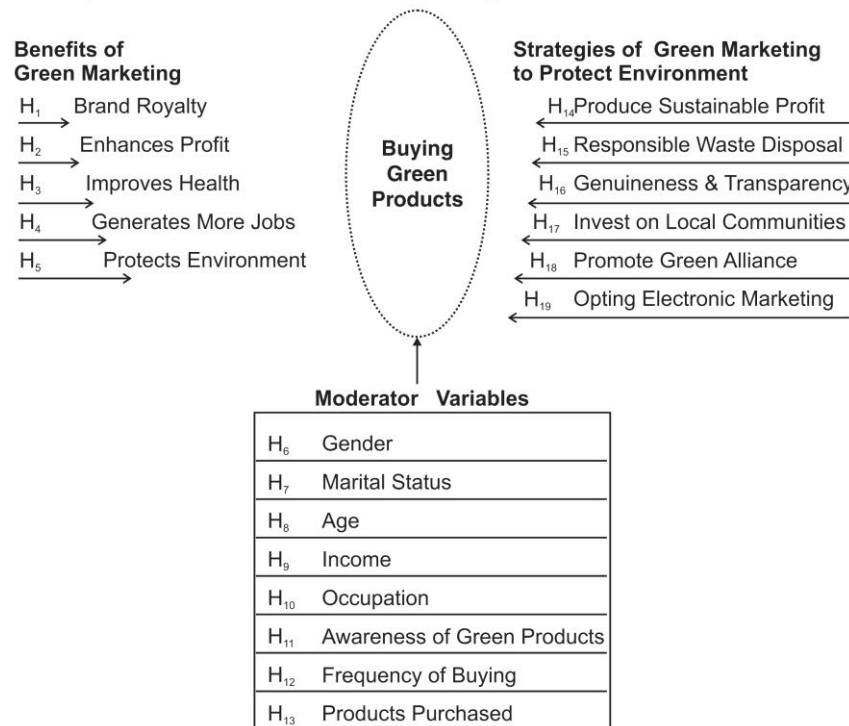 Benefits of
Green Marketing
H₁ Brand Royalty
H₂ Enhances Profit
H₃ Improves Health
H₄ Generates More Jobs
H₅ Protects Environment
Buying
Green
Products
Strategies of Green Marketing
to Protect Environment
H₁₄ Produce Sustainable Profit
H₁₅ Responsible Waste Disposal
H₁₆ Genuineness & Transparency
H₁₇ Invest on Local Communities
H₁₈ Promote Green Alliance
H₁₉ Opting Electronic Marketing
Moderator Variables
H₆ Gender
H₇ Marital Status
H₈ Age
H₉ Income
H₁₀ Occupation
H₁₁ Awareness of Green Products
H₁₂ Frequency of Buying
H₁₃ Products Purchased